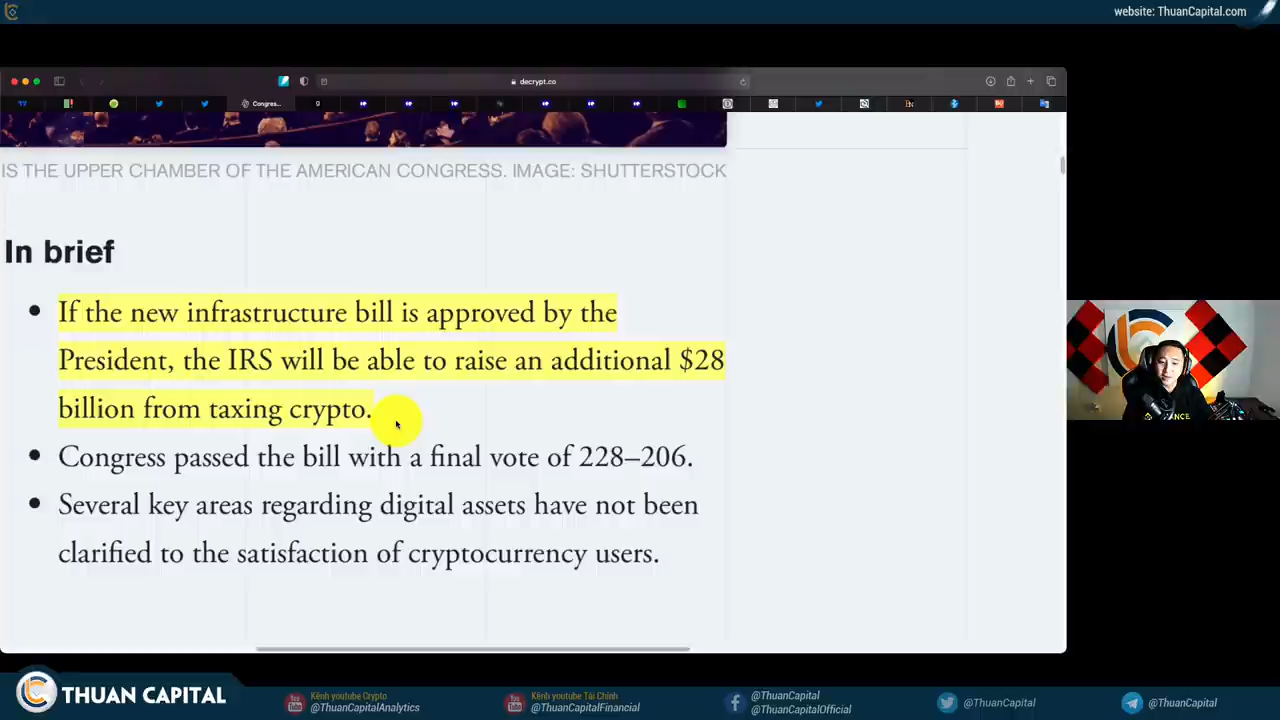 website: ThuanCapital.com
decrypt.co
Congres...
IS THE UPPER CHAMBER OF THE AMERICAN CONGRESS. IMAGE: SHUTTERSTOCK
In brief
If the new infrastructure bill is approved by the
President, the IRS will be able to raise an additional $28
billion from taxing crypto.
Congress passed the bill with a final vote of 228–206.
Several key areas regarding digital assets have not been
clarified to the satisfaction of cryptocurrency users.
THUAN CAPITAL
Kênh youtube Crypto
@ThuanCapitalAnalytics
Kênh youtube Tài Chính
@ThuanCapitalFinancial
@ThuanCapital
@ThuanCapitalOfficial
@ThuanCapital
@ThuanCapital